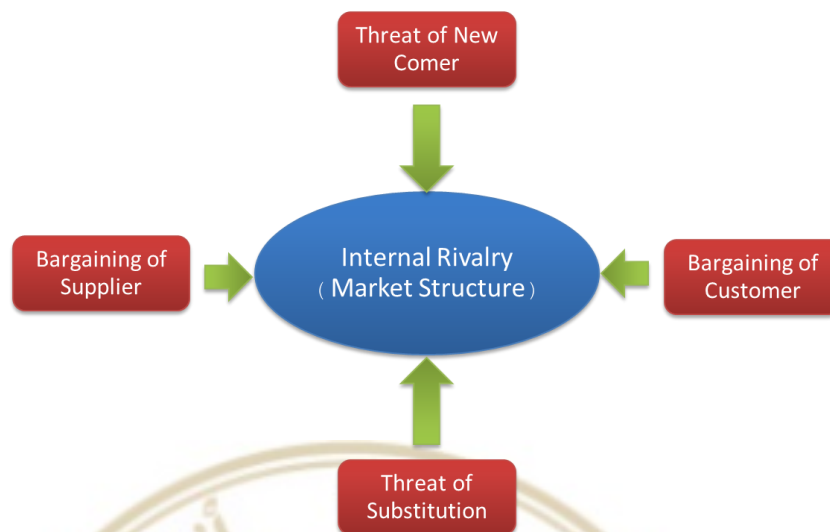 Threat of New
Comer
Internal Rivalry
（Market Structure）
Bargaining of
Supplier
Bargaining of
Customer
Threat of
Substitution